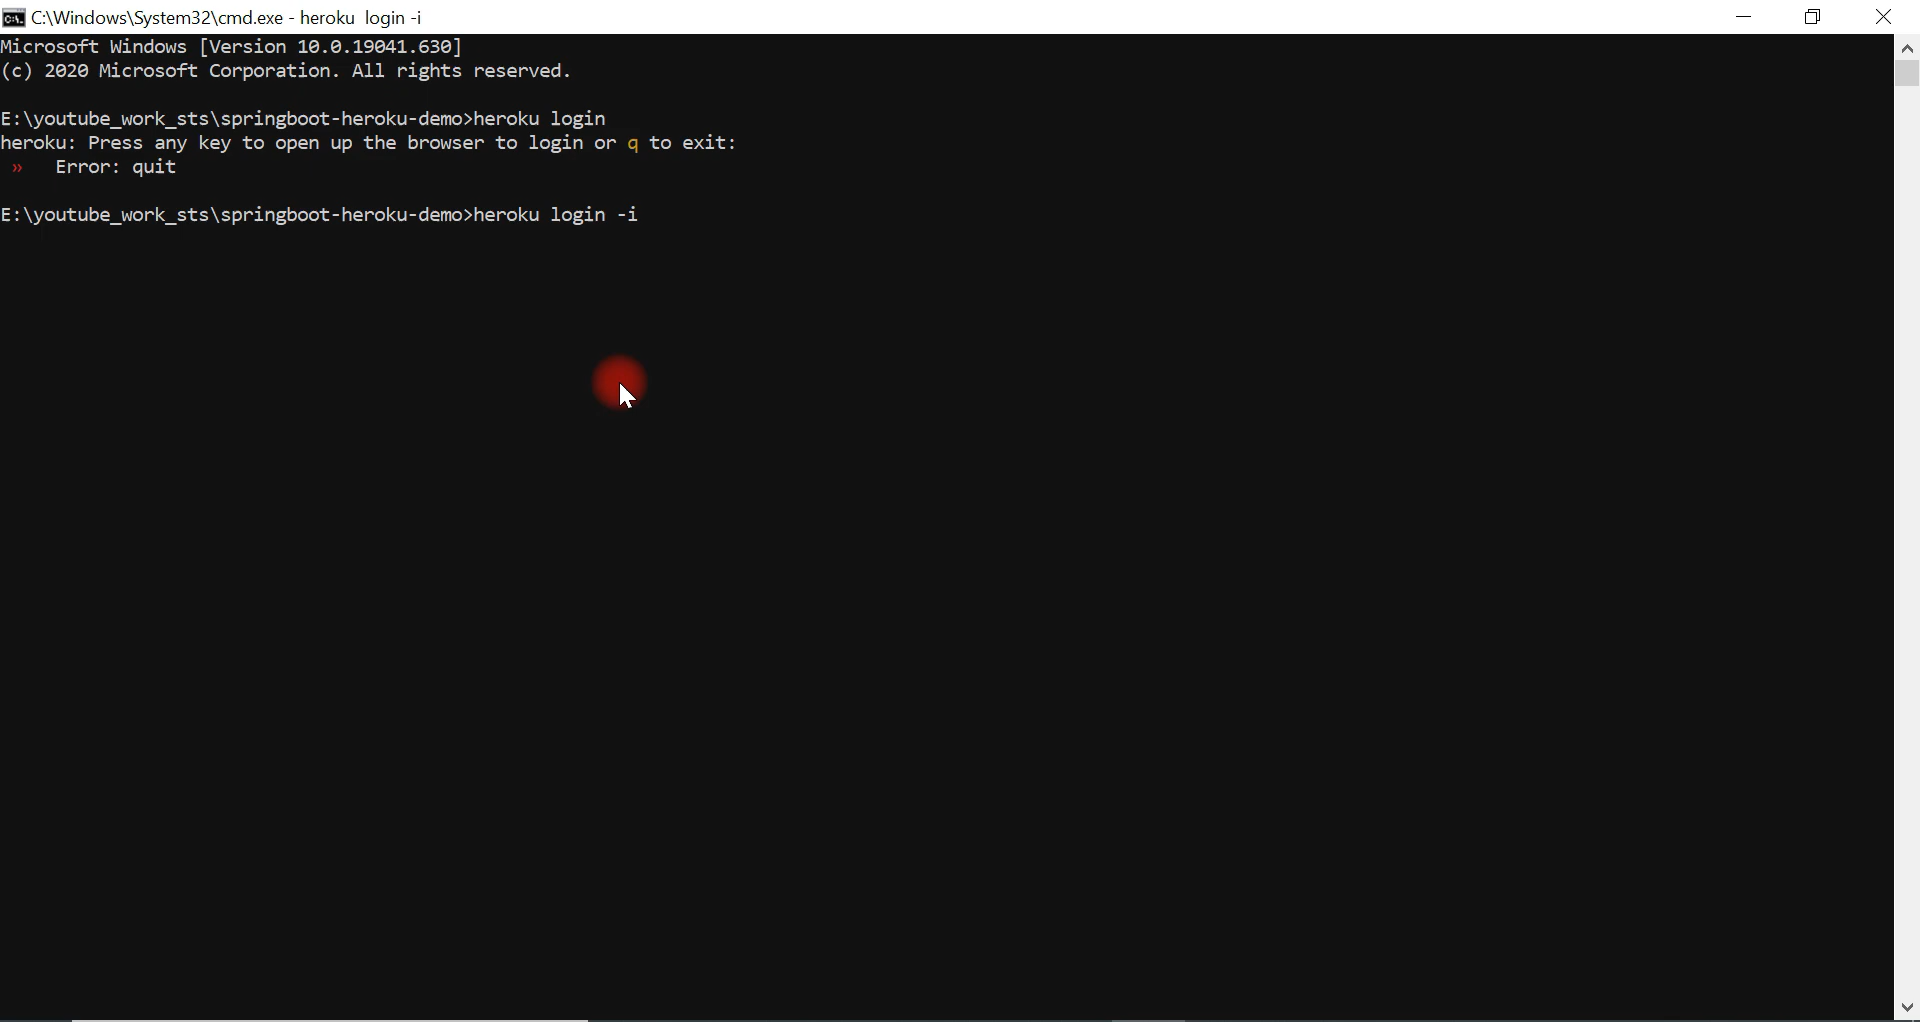 C:\Windows\System32\cmd.exe - heroku  login -i
Microsoft Windows [Version 10.0.19041.630]
(c) 2020 Microsoft Corporation. All rights reserved.
E:\youtube_work_sts\springboot-heroku-demo>heroku login
heroku: Press any key to open up the browser to login or q to exit:
»   Error: quit
E:\youtube_work_sts\springboot-heroku-demo>heroku login -i